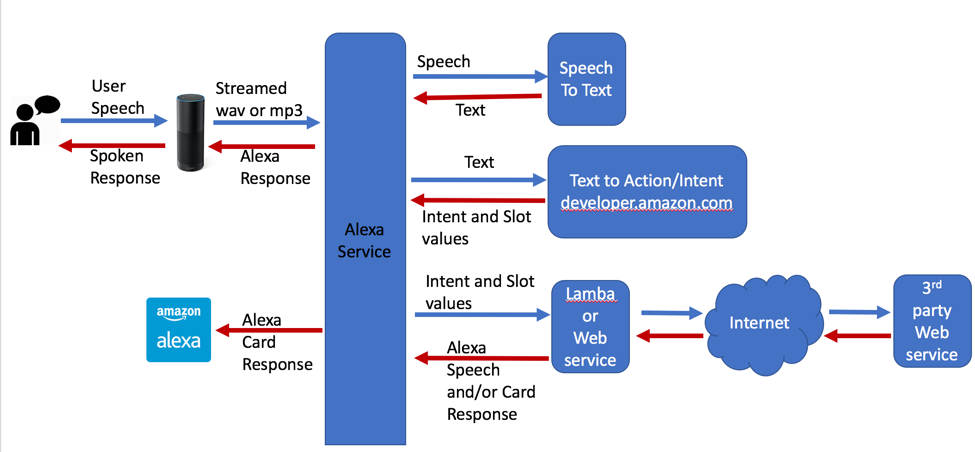 User
Speech
Spoken
Response
Streamed
wav or mp3
Alexa
Response
Alexa
Service
Speech
Text
Speech
To Text
Text
Intent and Slot
values
Text to Action/Intent
developer.amazon.com
Intent and Slot
values
Alexa
Speech
and/or Card
Response
Lamba
or
Web
service
Internet
3rd
party
Web
service
amazon
alexa
Alexa
Card
Response